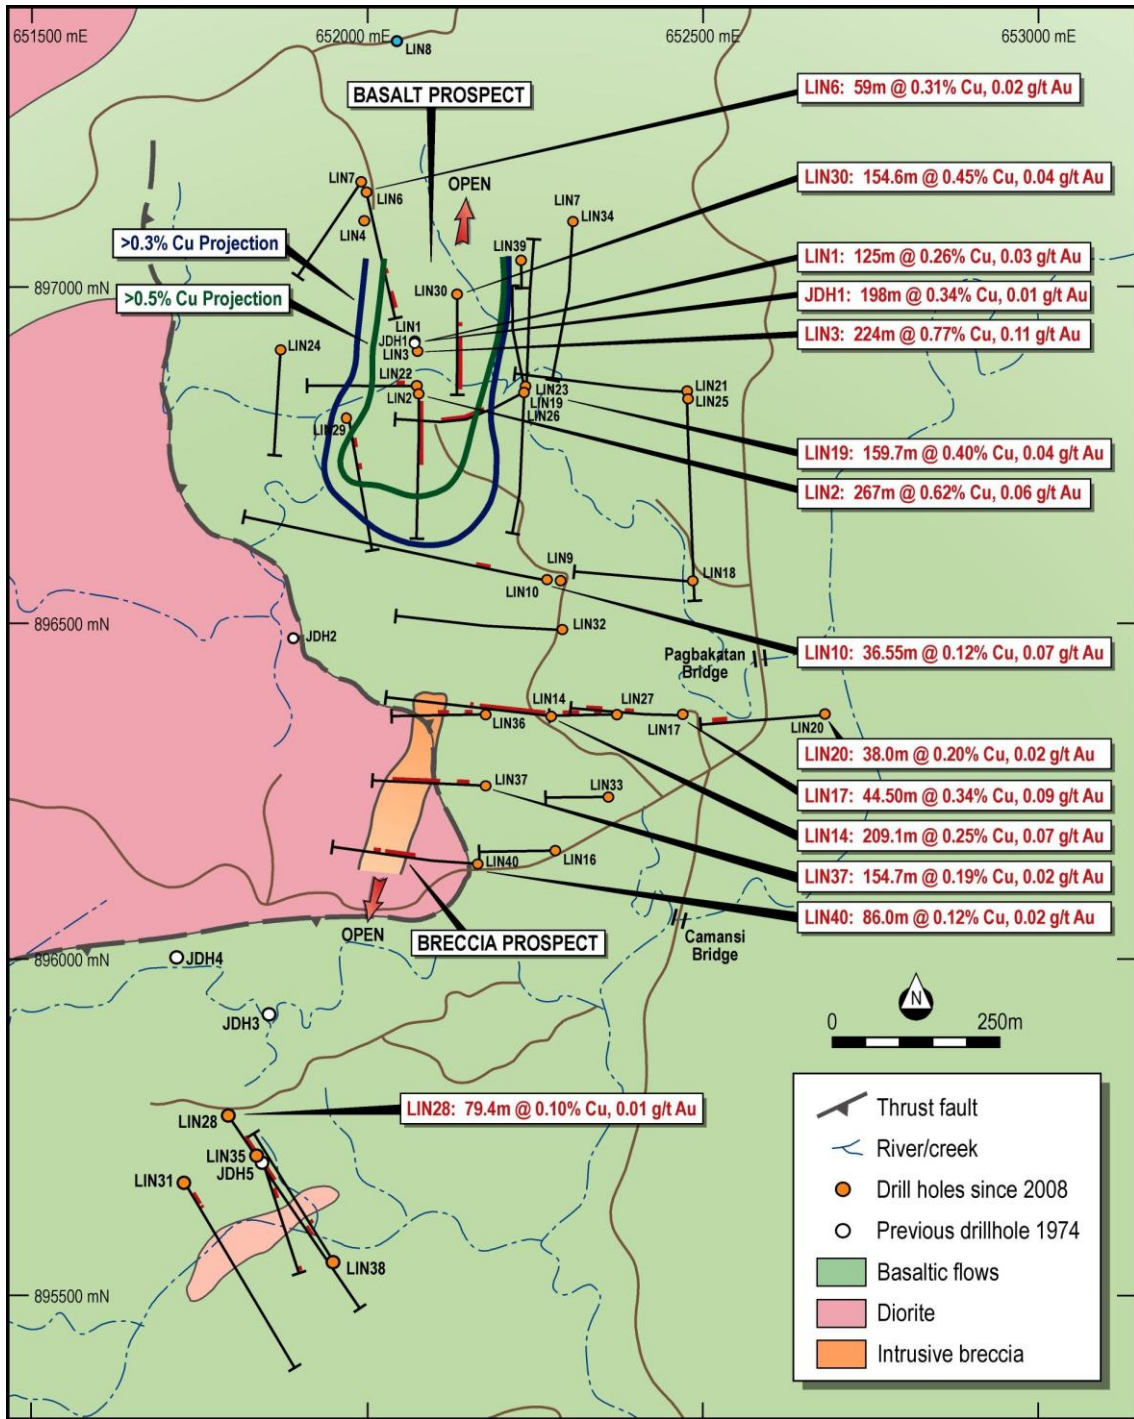 651500 mE
652000 mE
652500 mE
653000 mE
LIN8
BASALT PROSPECT
LIN6: 59m @ 0.31% Cu, 0.02 g/t Au
LIN7
LIN6
OPEN
LIN30: 154.6m @ 0.45% Cu, 0.04 g/t Au
LIN4
LIN7
LIN34
>0.3% Cu Projection
LIN39
LIN1: 125m @ 0.26% Cu, 0.03 g/t Au
897000 mN
>0.5% Cu Projection
LIN30
JDH1: 198m @ 0.34% Cu, 0.01 g/t Au
LIN1
JDH1
LIN3
LIN3: 224m @ 0.77% Cu, 0.11 g/t Au
LIN24
LIN22
LIN2
LIN23
LIN19
LIN26
LIN21
LIN25
LIN29
LIN19: 159.7m @ 0.40% Cu, 0.04 g/t Au
LIN2: 267m @ 0.62% Cu, 0.06 g/t Au
LIN9
LIN10
LIN18
896500 mN
LIN32
JDH2
LIN10: 36.55m @ 0.12% Cu, 0.07 g/t Au
Pagbakatan
Bridge
LIN14
LIN27
LIN36
LIN17
LIN20
LIN20: 38.0m @ 0.20% Cu, 0.02 g/t Au
LIN37
LIN33
LIN17: 44.50m @ 0.34% Cu, 0.09 g/t Au
LIN14: 209.1m @ 0.25% Cu, 0.07 g/t Au
LIN40
LIN16
LIN37: 154.7m @ 0.19% Cu, 0.02 g/t Au
LIN40: 86.0m @ 0.12% Cu, 0.02 g/t Au
OPEN
BRECCIA PROSPECT
Camansi
Bridge
896000 mN
JDH4
JDH3
N
0
250m
LIN28
LIN28: 79.4m @ 0.10% Cu, 0.01 g/t Au
LIN35
JDH5
LIN31
LIN38
895500 mN
Thrust fault
River/creek
Drill holes since 2008
Previous drillhole 1974
Basaltic flows
Diorite
Intrusive breccia